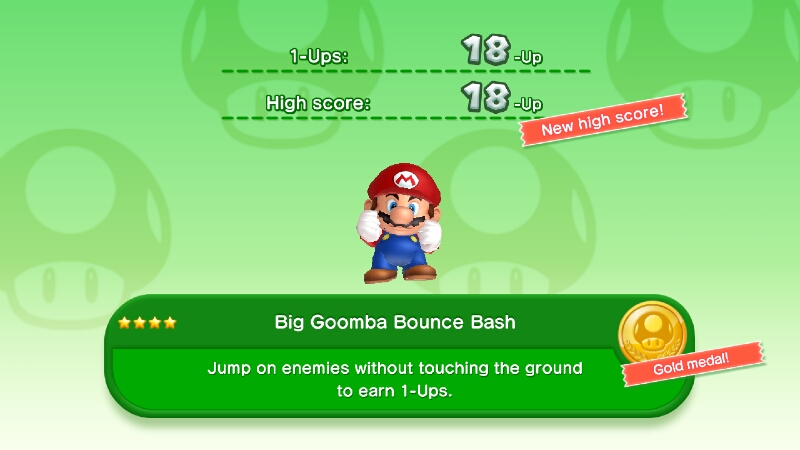 1-Ups: 18-Up
High score: 18-Up
New high score!
M
Big Goomba Bounce Bash
Gold medal!
Jump on enemies without touching the ground
to earn 1-Ups.